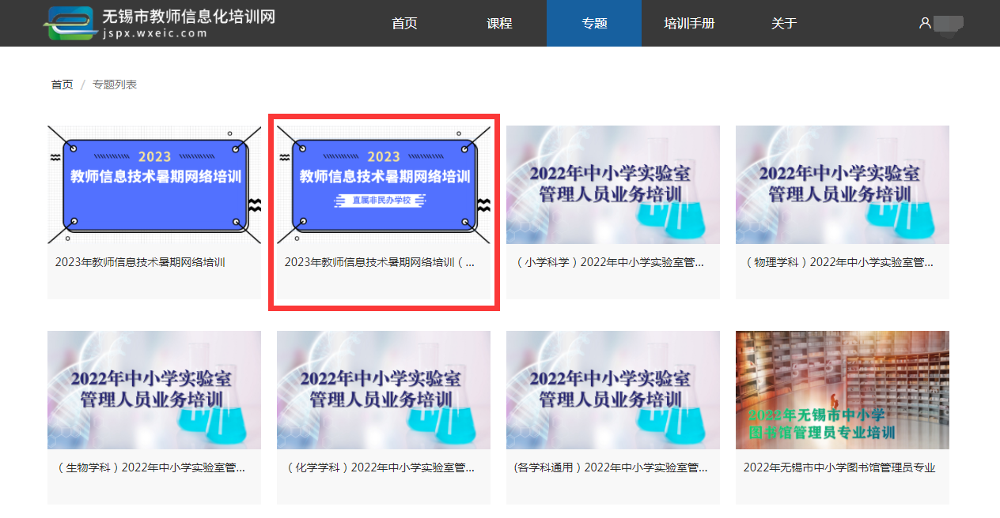 无锡市教师信息化培训网
jspx.wxeic.com
首页
课程
专题
培训手册
关于
首页 / 专题列表
2023
教师信息技术暑期网络培训
2023年教师信息技术暑期网络培训
2023
教师信息技术暑期网络培训
直属非民办学校
2023年教师信息技术暑期网络培训（...
2022年中小学实验室
管理人员业务培训
（小学科学）2022年中小学实验室管...
2022年中小学实验室
管理人员业务培训
（物理学科）2022年中小学实验室管...
2022年中小学实验室
管理人员业务培训
（生物学科）2022年中小学实验室管...
2022年中小学实验室
管理人员业务培训
（化学学科）2022年中小学实验室管...
2022年中小学实验室
管理人员业务培训
(各学科通用）2022年中小学实验室管...
2022年无锡市中小学
图书馆管理员专业培训
2022年无锡市中小学图书馆管理员专业